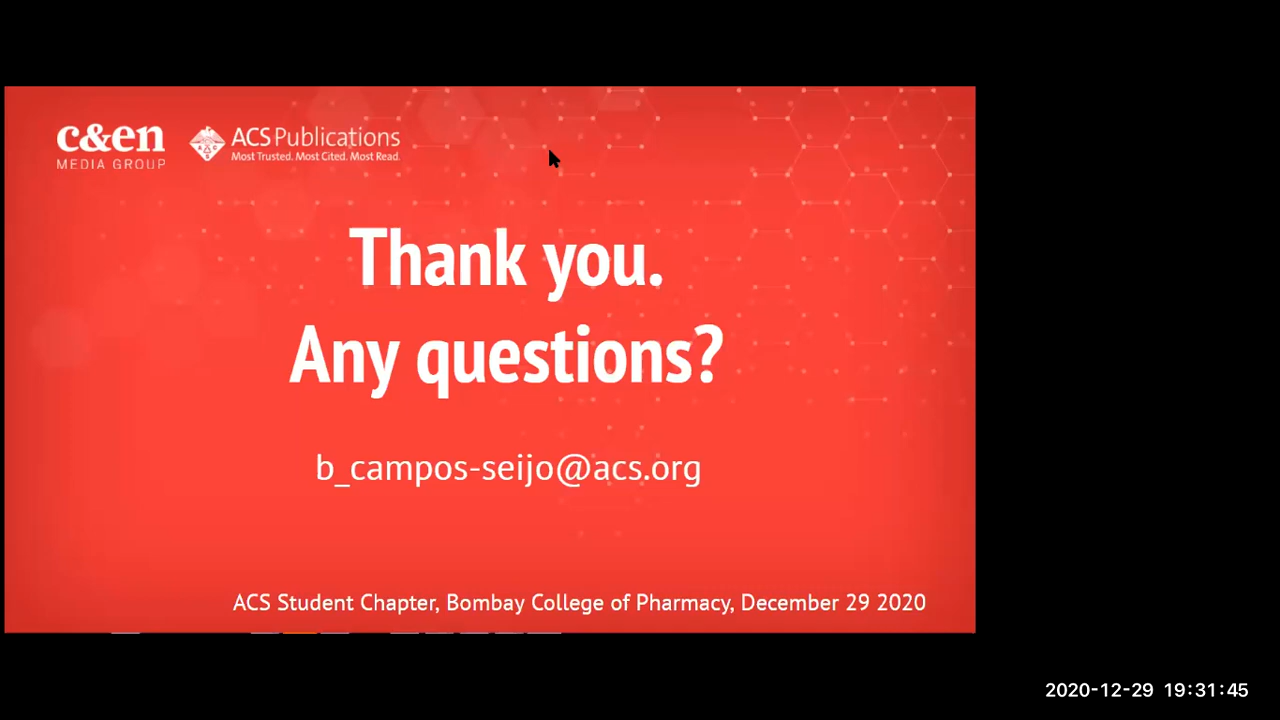 c&en
MEDIA GROUP
ACS Publications
Most Trusted. Most Cited. Most Read.
Thank you.
Any questions?
b_campos-seijo@acs.org
ACS Student Chapter, Bombay College of Pharmacy, December 29 2020
2020-12-29 19:31:45